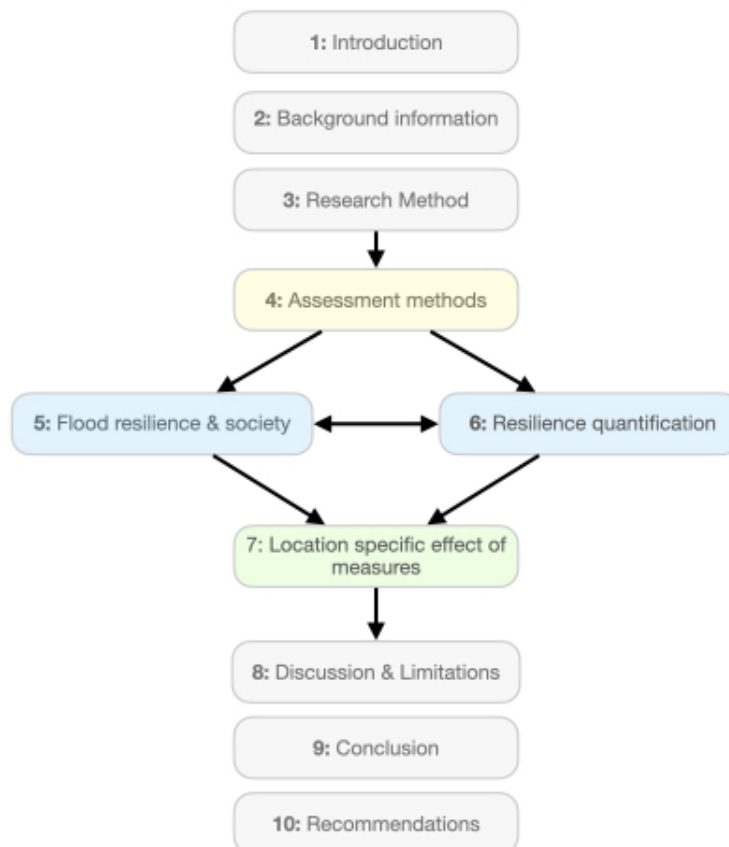 1: Introduction
2: Background information
3: Research Method
4: Assessment methods
5: Flood resilience & society
6: Resilience quantification
7: Location specific effect of
measures
8: Discussion & Limitations
9: Conclusion
10: Recommendations